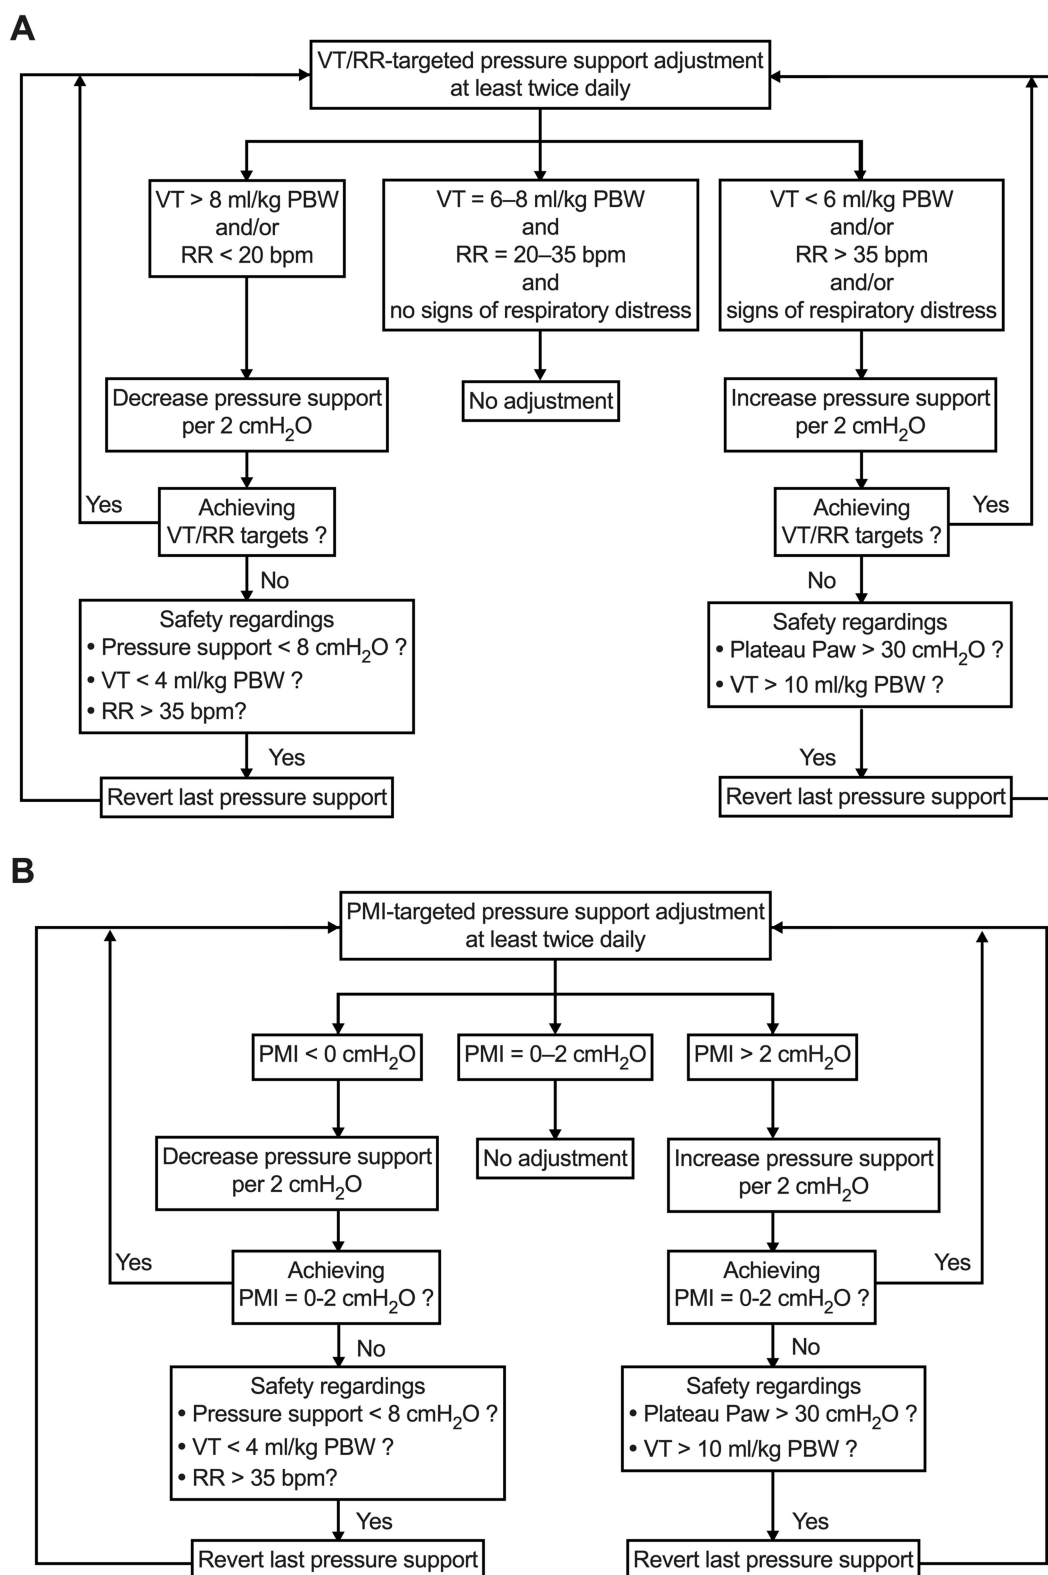 A
VT/RR-targeted pressure support adjustment
at least twice daily
VT > 8 ml/kg PBW
and/or
RR < 20 bpm
VT = 6–8 ml/kg PBW
and
RR = 20–35 bpm
and
no signs of respiratory distress
VT < 6 ml/kg PBW
and/or
RR > 35 bpm
and/or
signs of respiratory distress
Decrease pressure support
per 2 cmH₂O
No adjustment
Increase pressure support
per 2 cmH₂O
Yes
Achieving
VT/RR targets ?
Achieving
VT/RR targets ?
Yes
No
No
Safety regardings
• Pressure support < 8 cmH₂O ?
• VT < 4 ml/kg PBW ?
• RR > 35 bpm?
Safety regardings
• Plateau Paw > 30 cmH₂O ?
• VT > 10 ml/kg PBW ?
Yes
Yes
Revert last pressure support
Revert last pressure support
B
PMI-targeted pressure support adjustment
at least twice daily
PMI < 0 cmH₂O
PMI = 0–2 cmH₂O
PMI > 2 cmH₂O
Decrease pressure support
per 2 cmH₂O
No adjustment
Increase pressure support
per 2 cmH₂O
Yes
Achieving
PMI = 0-2 cmH₂O ?
Achieving
PMI = 0-2 cmH₂O ?
Yes
No
No
Safety regardings
• Pressure support < 8 cmH₂O ?
• VT < 4 ml/kg PBW ?
• RR > 35 bpm?
Safety regardings
• Plateau Paw > 30 cmH₂O ?
• VT > 10 ml/kg PBW ?
Yes
Yes
Revert last pressure support
Revert last pressure support